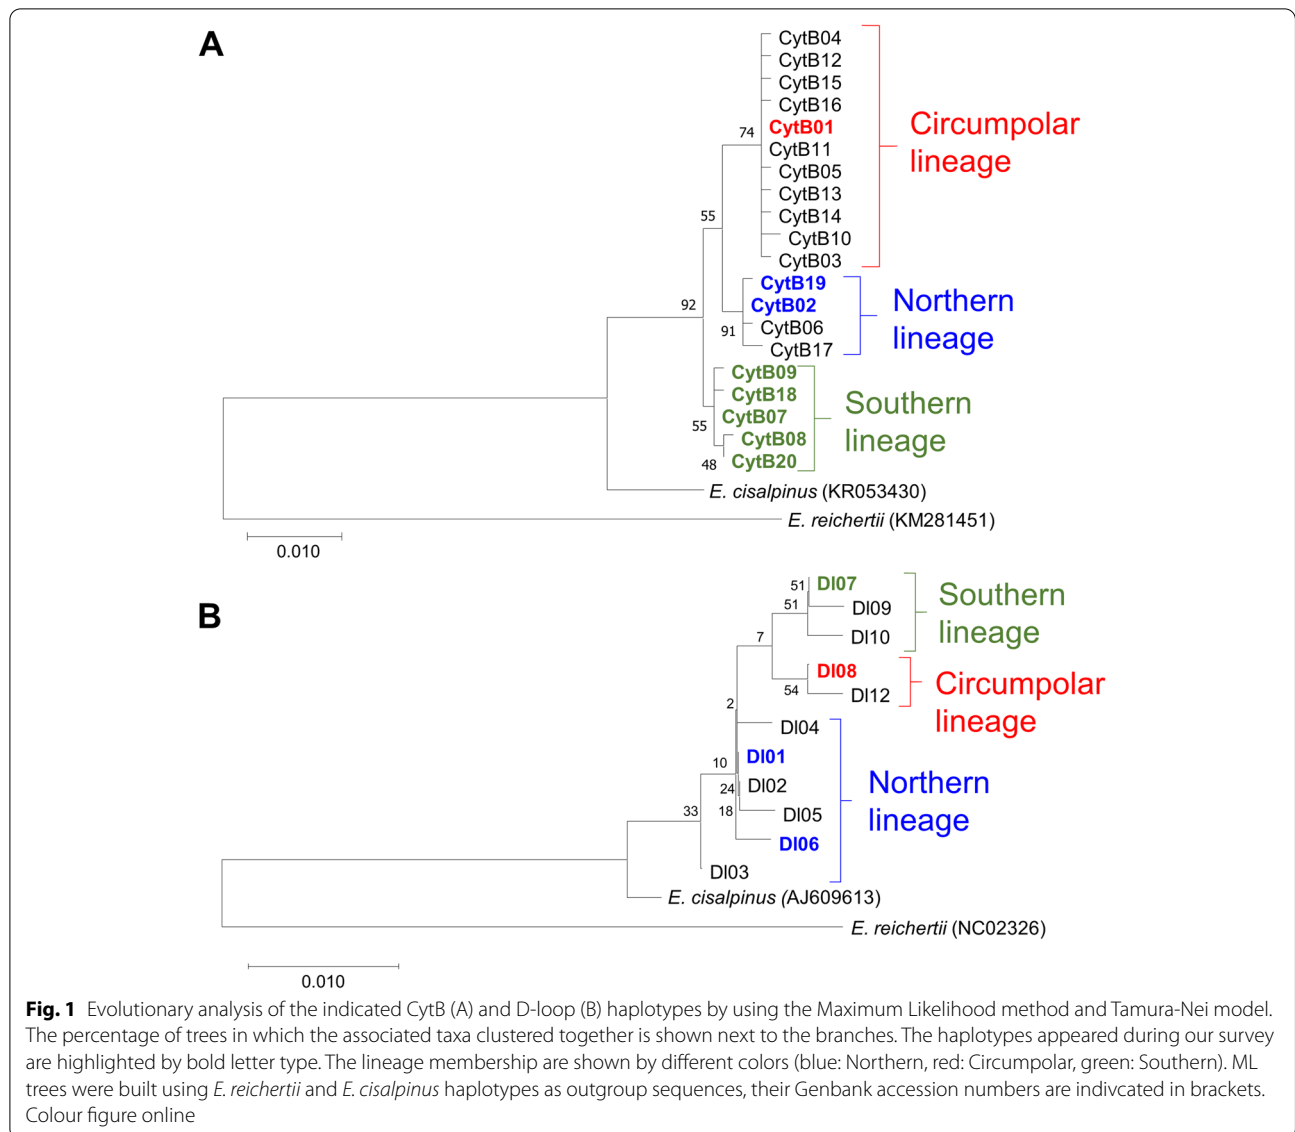 A
CytB04
CytB12
CytB15
CytB16
74
CytB01
CytB11
CytB05
CytB13
CytB14
CytB10
CytB03
Circumpolar
lineage
55
CytB19
CytB02
CytB06
91
CytB17
Northern
lineage
92
CytB09
CytB18
CytB07
55
CytB08
48
CytB20
Southern
lineage
E. cisalpinus (KR053430)
E. reichertii (KM281451)
0.010
B
51
Dl07
51
Dl09
Dl10
Southern
lineage
7
Dl08
54
Dl12
Circumpolar
lineage
2
Dl04
10
Dl01
24
Dl02
18
Dl05
Dl06
33
Dl03
Northern
lineage
E. cisalpinus (AJ609613)
E. reichertii (NC02326)
0.010
Fig. 1 Evolutionary analysis of the indicated CytB (A) and D-loop (B) haplotypes by using the Maximum Likelihood method and Tamura-Nei model.
The percentage of trees in which the associated taxa clustered together is shown next to the branches. The haplotypes appeared during our survey
are highlighted by bold letter type. The lineage membership are shown by different colors (blue: Northern, red: Circumpolar, green: Southern). ML
trees were built using E. reichertii and E. cisalpinus haplotypes as outgroup sequences, their Genbank accession numbers are indivcated in brackets.
Colour figure online